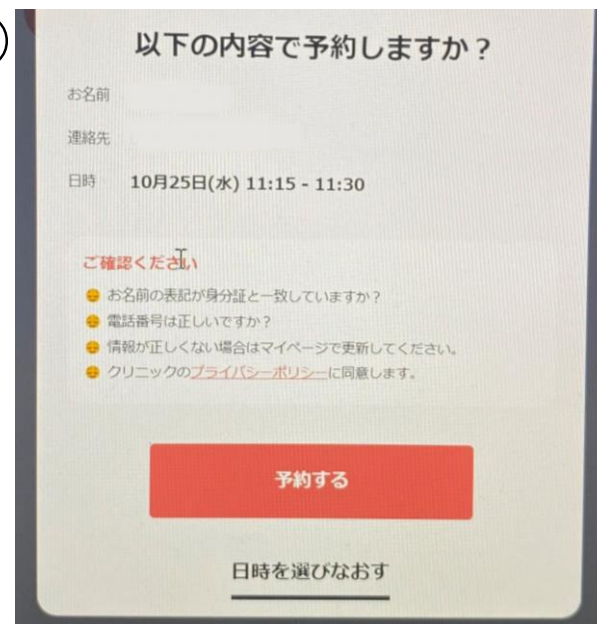 以下の内容で予約しますか？
お名前
連絡先
日時 10月25日(水) 11:15 - 11:30
ご確認ください
お名前の表記が身分証と一致していますか？
電話番号は正しいですか？
情報が正しくない場合はマイページで更新してください。
クリニックのプライバシーポリシーに同意します。
予約する
日時を選びなおす